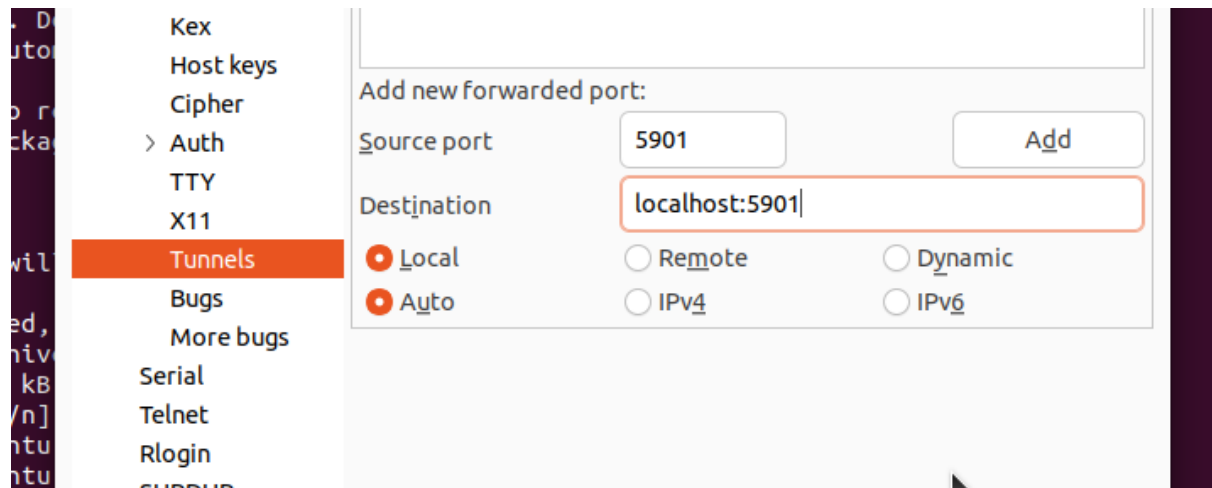 Kex
Host keys
Cipher
Auth
TTY
X11
Tunnels
Bugs
More bugs
Serial
Telnet
Rlogin
Add new forwarded port:
Source port 5901 Add
Destination localhost:5901
Local Remote Dynamic
Auto IPv4 IPv6
kB
/n]